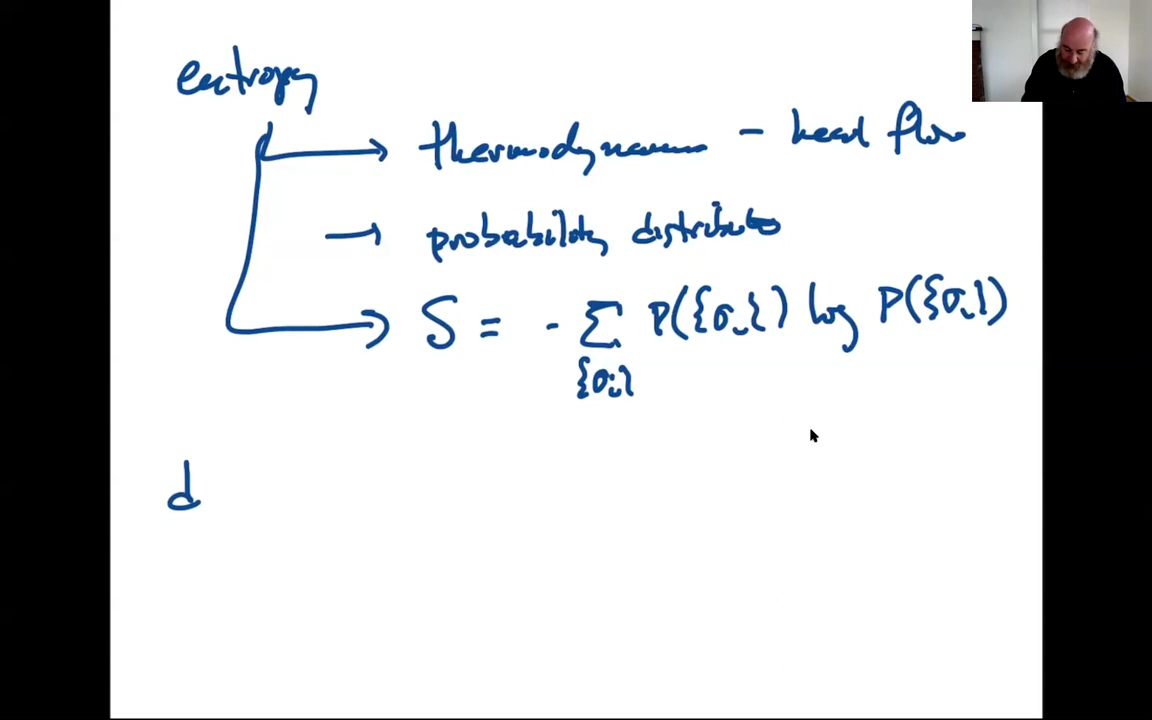 entropy
→ thermodynamics - heat flow
→ probability distribution
→ S = - ∑ P({σᵢ}) log P({σᵢ})
{σᵢ}
d